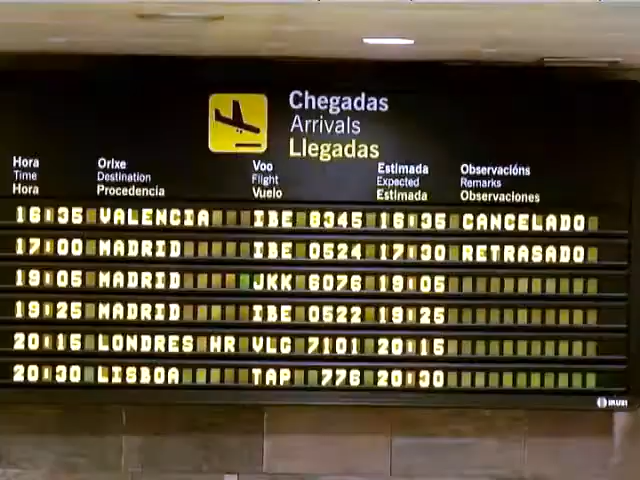 Chegadas
Arrivals
Llegadas
Hora Orixe Voo Estimada Observacións
Time Destination Flight Expected Remarks
Hora Procedencia Vuelo Estimada Observaciones
16:35 VALENCIA IBE 8345 16:35 CANCELADO
17:00 MADRID IBE 0524 17:30 RETRASADO
19:05 MADRID JKK 6076 19:05
19:25 MADRID IBE 0522 19:25
20:15 LONDRES HR VLG 7101 20:15
20:30 LISBOA TAP 776 20:30